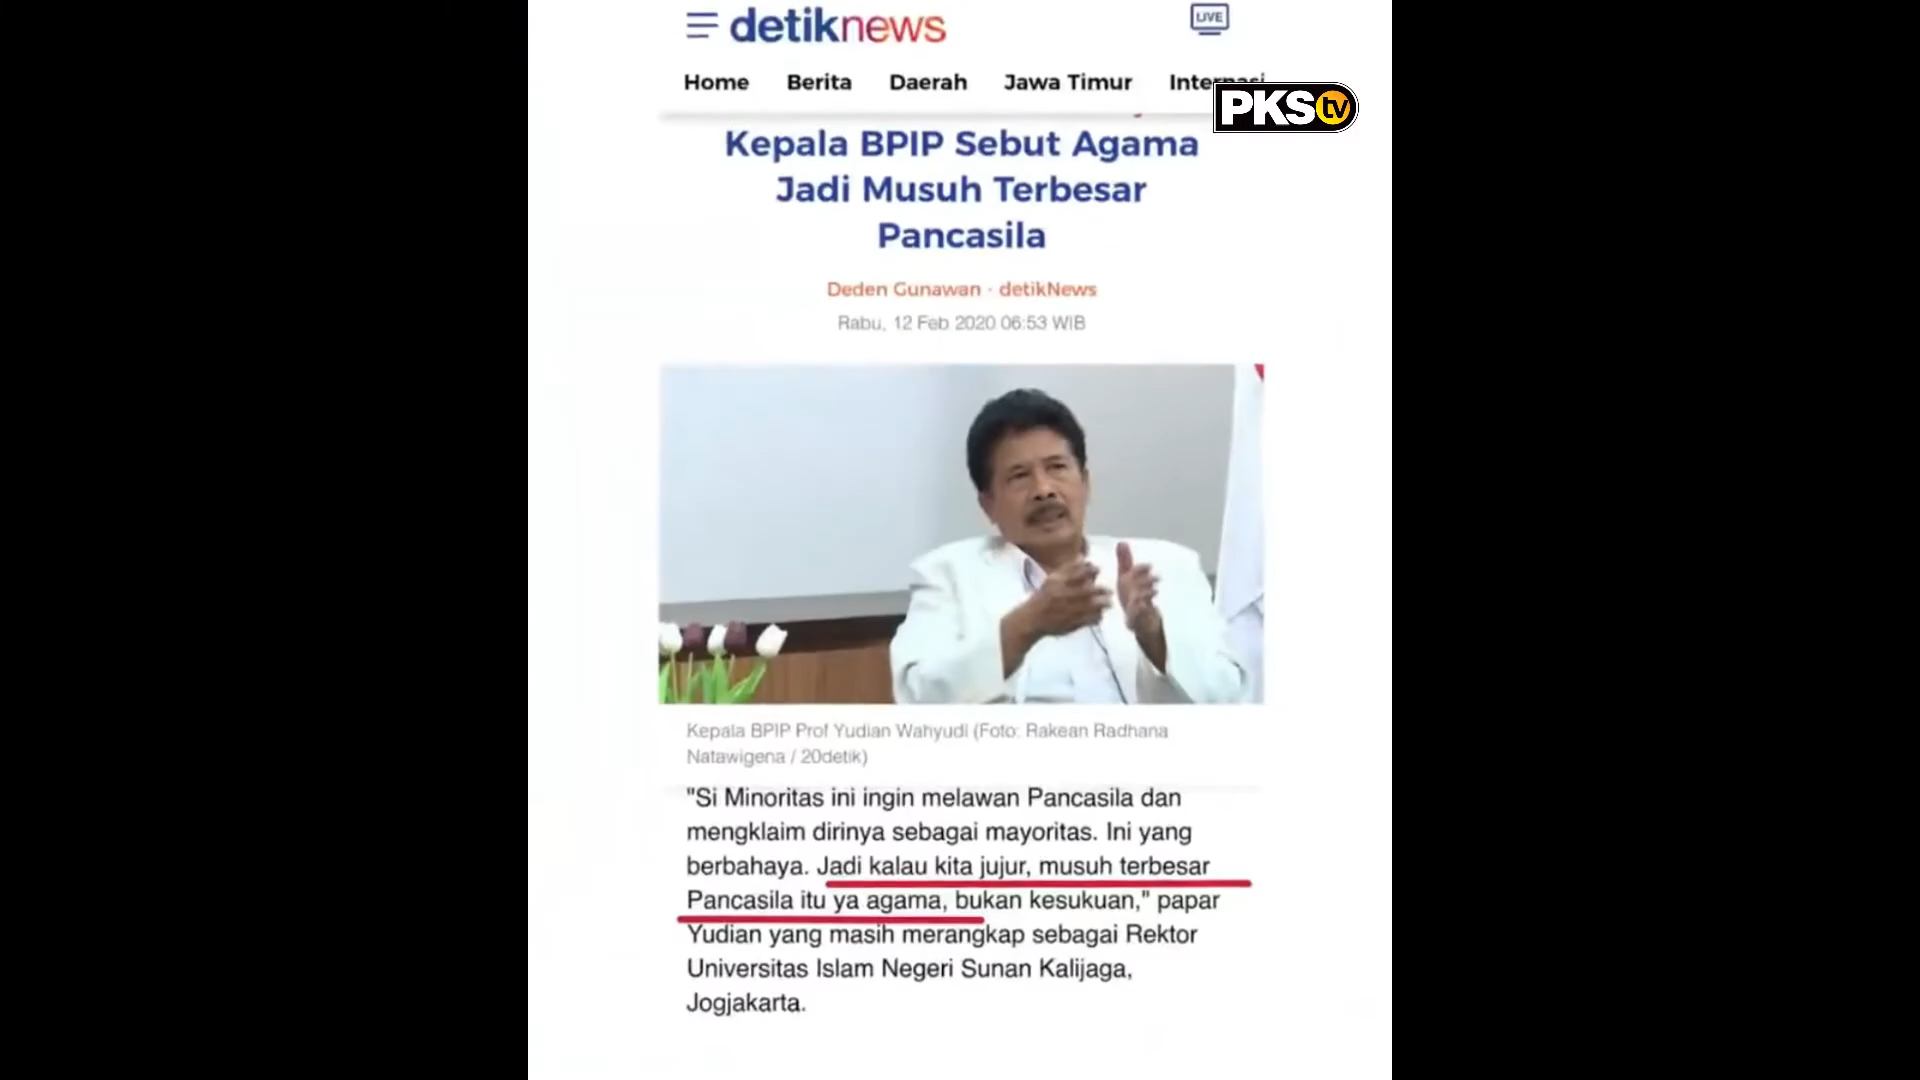 detiknews
LIVE
Home Berita Daerah Jawa Timur Internasi
PKS tv
Kepala BPIP Sebut Agama
Jadi Musuh Terbesar
Pancasila
Deden Gunawan · detikNews
Rabu, 12 Feb 2020 06:53 WIB
Kepala BPIP Prof Yudian Wahyudi (Foto: Rakean Radhana
Natawigena / 20detik)
"Si Minoritas ini ingin melawan Pancasila dan
mengklaim dirinya sebagai mayoritas. Ini yang
berbahaya. Jadi kalau kita jujur, musuh terbesar
Pancasila itu ya agama, bukan kesukuan," papar
Yudian yang masih merangkap sebagai Rektor
Universitas Islam Negeri Sunan Kalijaga,
Jogjakarta.